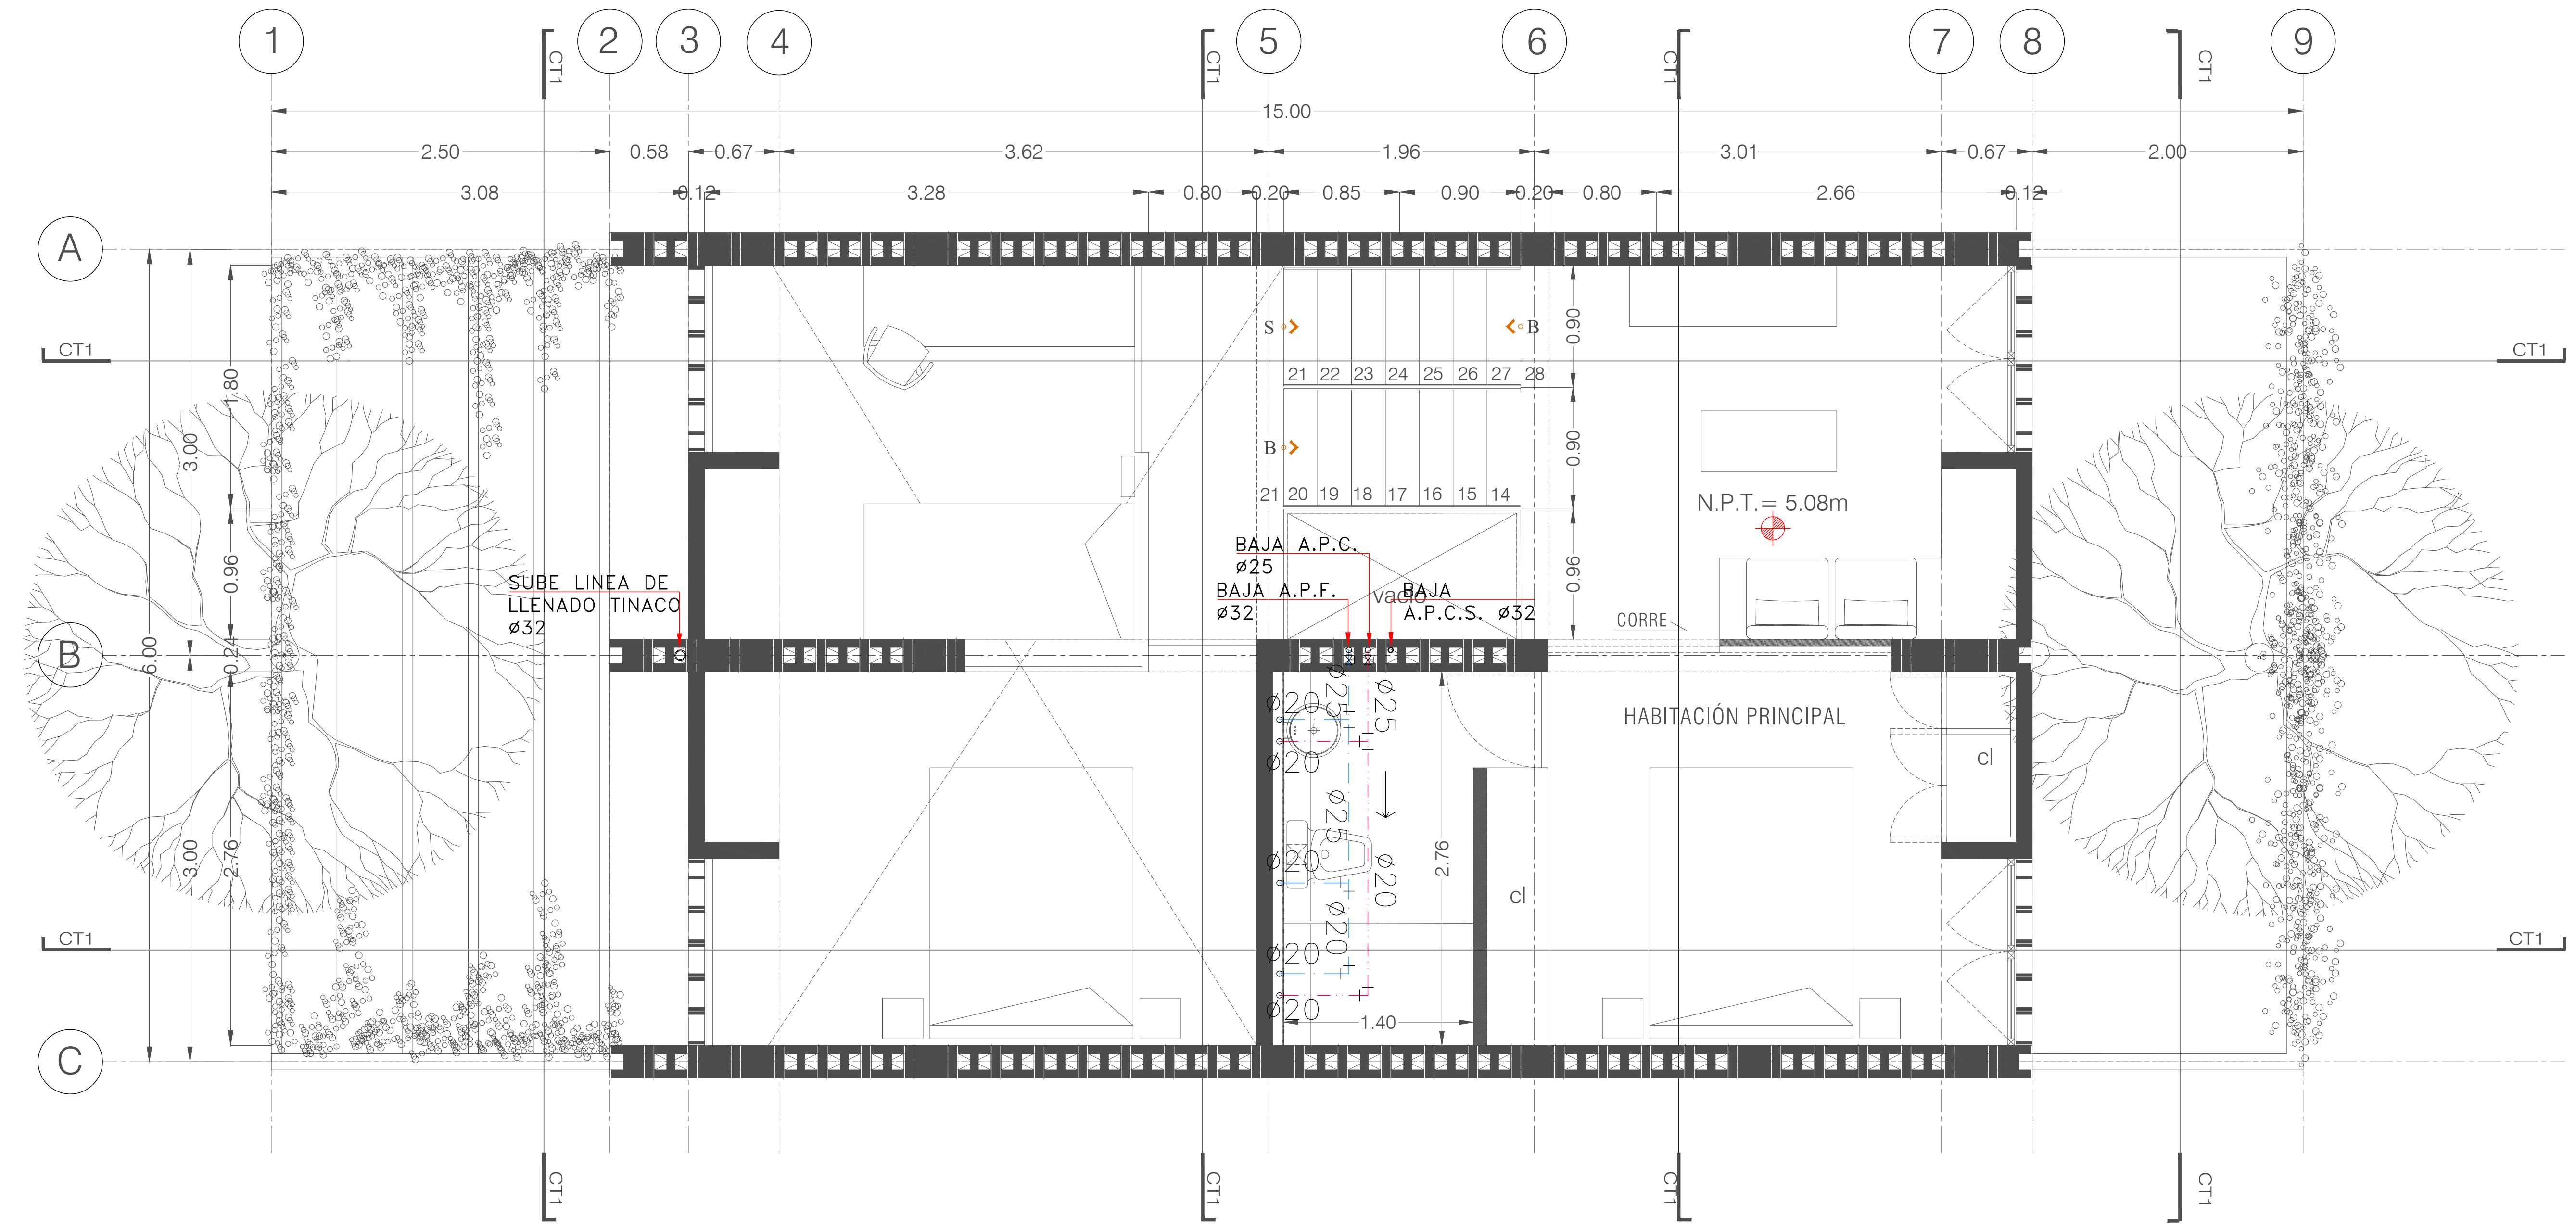 1 2 3 4 5 6 7 8 9
CT1 CT1 CT1 CT1
15.00
2.50 0.58 0.67 3.62 1.96 3.01 0.67 2.00
3.08 0.12 3.28 0.80 0.20 0.85 0.90 0.20 0.80 2.66 0.12
A
S B
0.90
CT1 CT1
21 22 23 24 25 26 27 28
1.80
3.00
B
0.90
21 20 19 18 17 16 15 14
N.P.T.= 5.08m
BAJA A.P.C.
ø25
0.96
0.96
SUBE LINEA DE
LLENADO TINACO
ø32
BAJA A.P.F.
ø32
vacío
BAJA
A.P.C.S. ø32
CORRE
B
6.00
0.24
ø25
ø20
ø25
HABITACIÓN PRINCIPAL
ø20
cl
ø25
3.00
2.76
ø20
ø20
2.76
cl
ø20
ø20
CT1 CT1
ø20
1.40
C
CT1 CT1 CT1 CT1